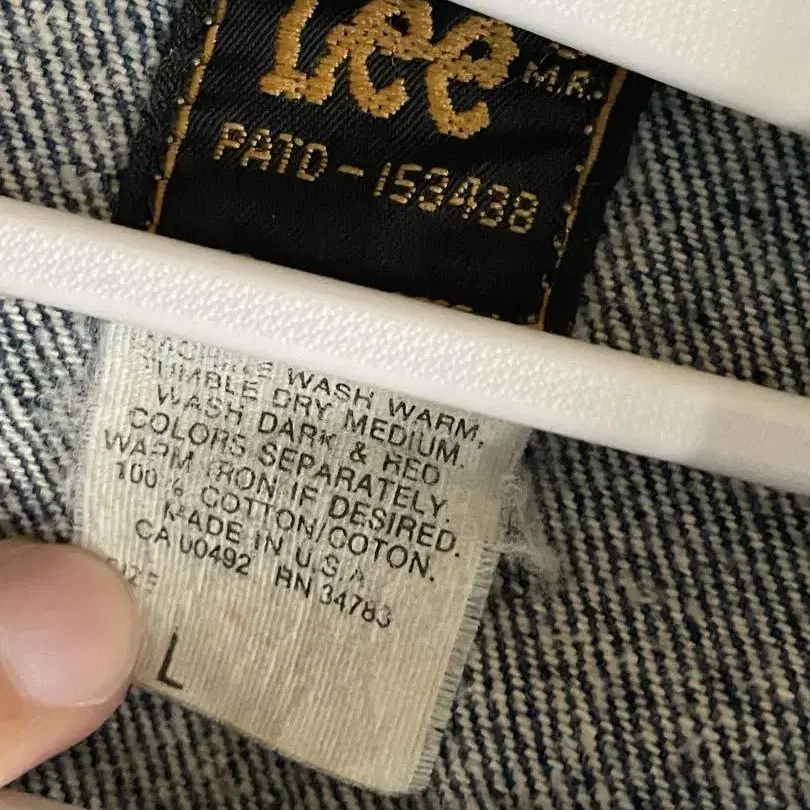 Lee
M.R.
PATD-153438
WASH WARM,
TUMBLE DRY MEDIUM.
WASH DARK & RED
COLORS SEPARATELY.
WARM IRON IF DESIRED.
100% COTTON/COTON.
MADE IN U.S.A.
CA 00492 RN 34783
SIZE
L